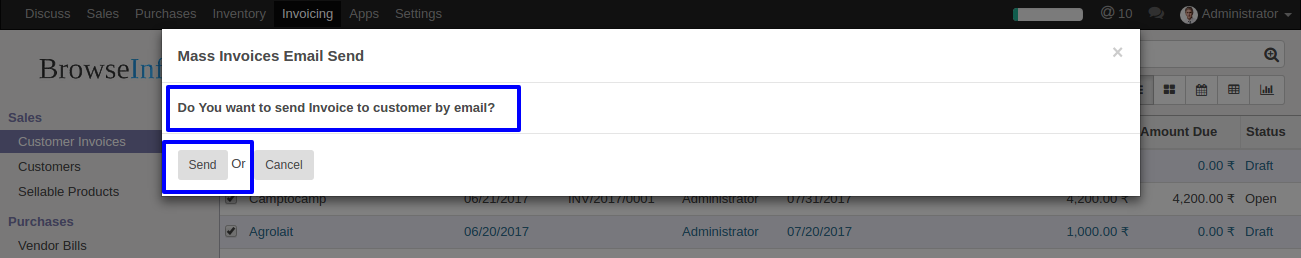 Discuss Sales Purchases Inventory Invoicing Apps Settings @ 10 Administrator
Mass Invoices Email Send ×
BrowseInf
Do You want to send Invoice to customer by email?
Sales
Customer Invoices Amount Due Status
Send Or Cancel
Customers 0.00 ₹ Draft
Sellable Products
Camptocamp 06/21/2017 INV/2017/0001 Administrator 07/31/2017 4,200.00 ₹ 4,200.00 ₹ Open
Purchases
Agrolait 06/20/2017 Administrator 07/20/2017 1,000.00 ₹ 0.00 ₹ Draft
Vendor Bills